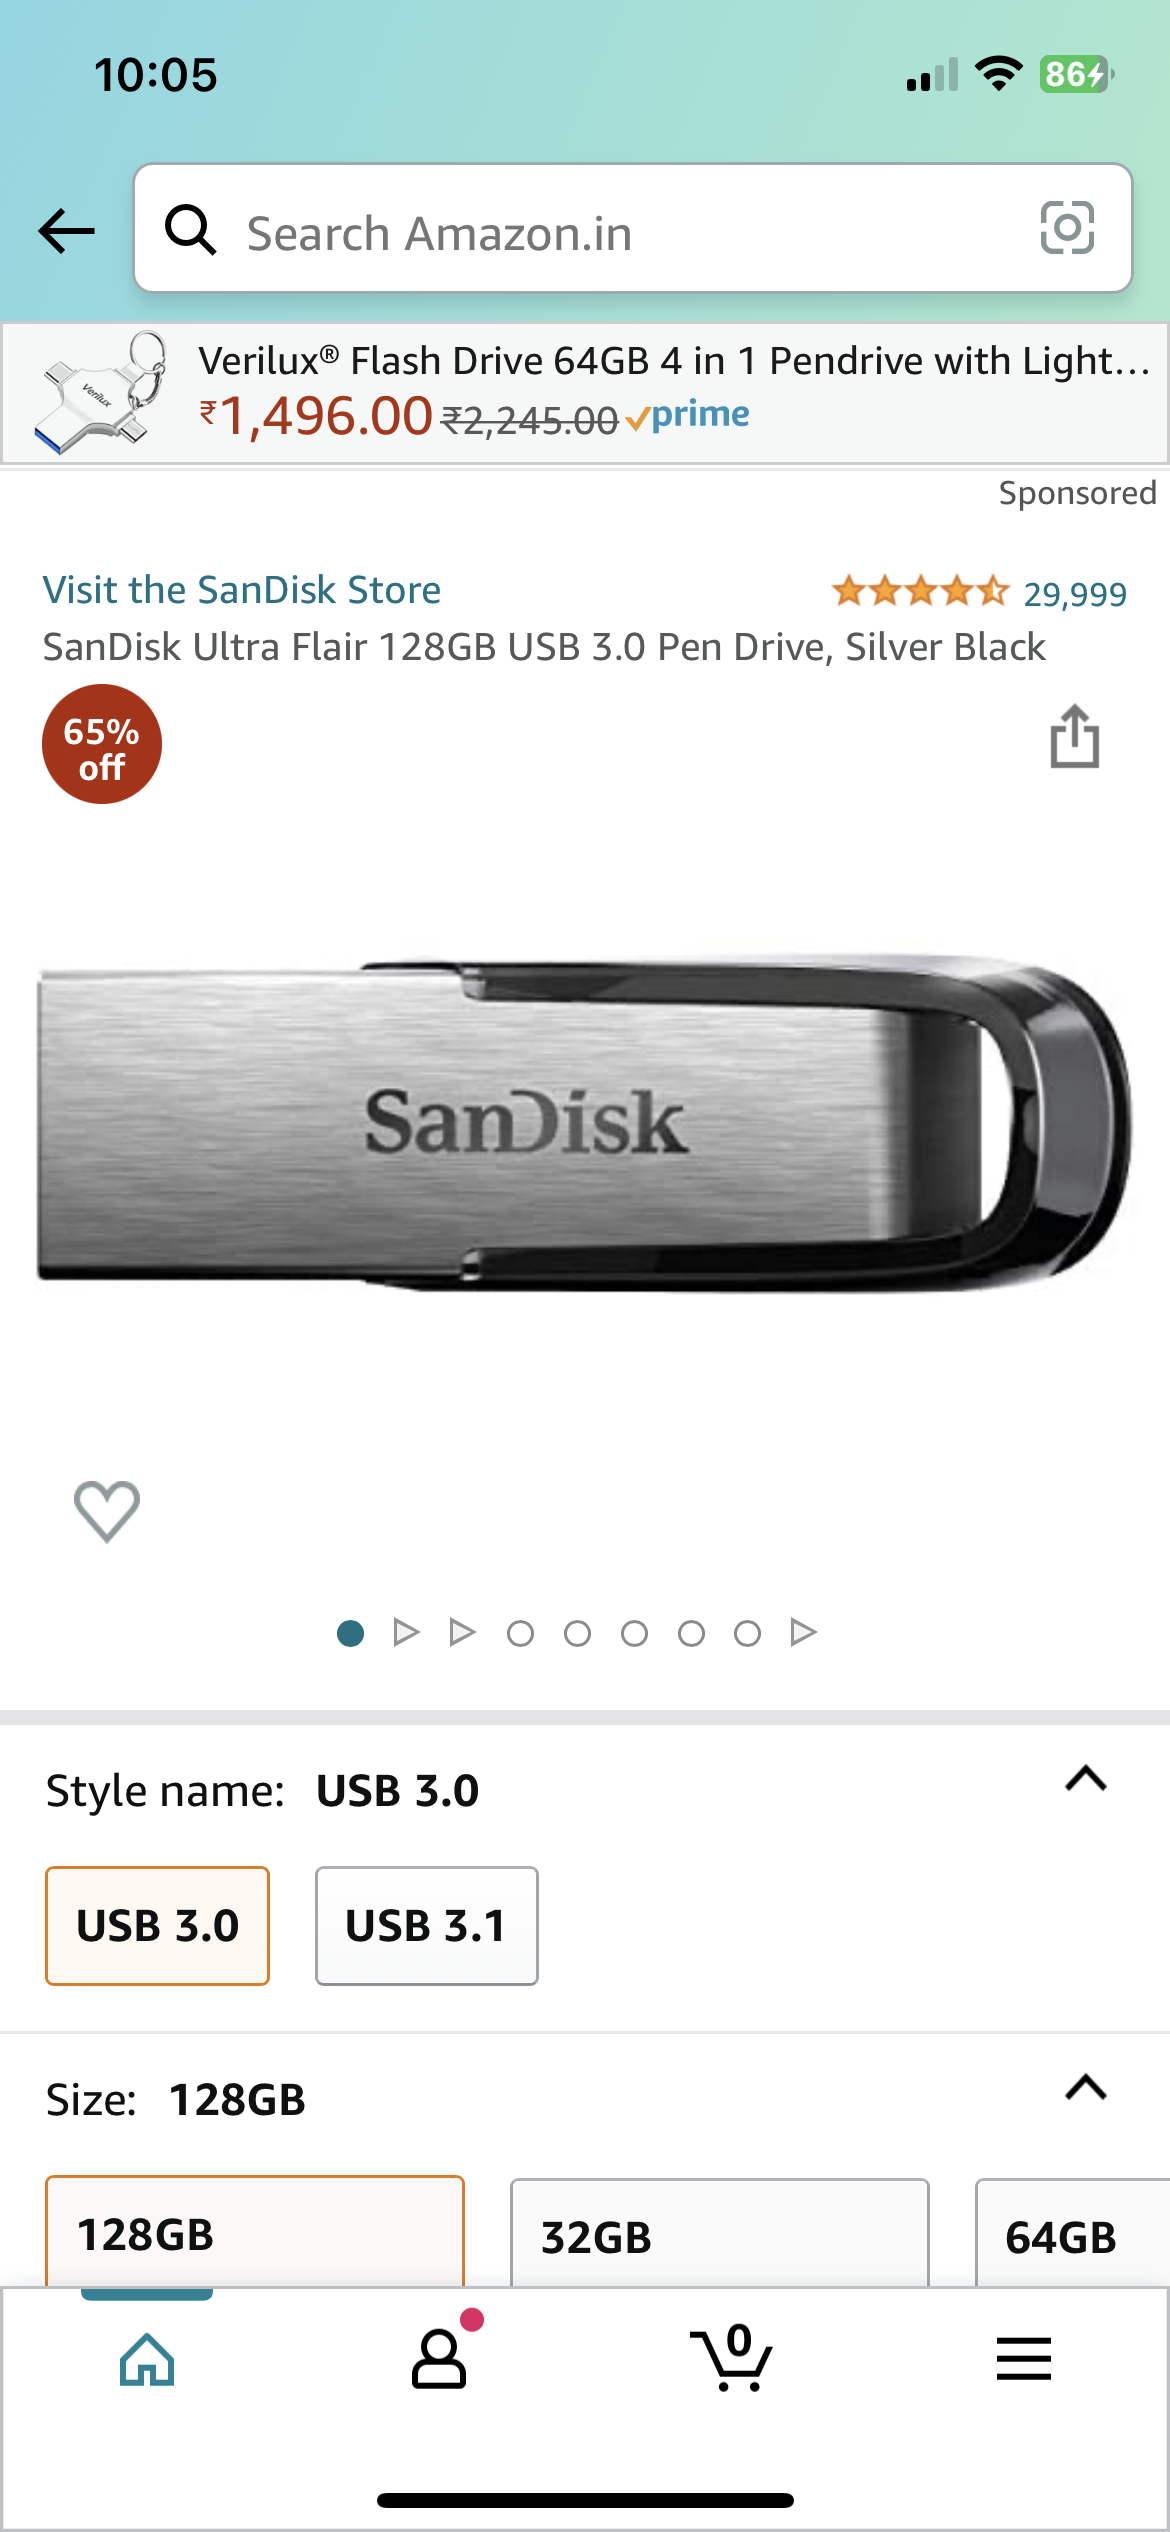 10:05
86
Search Amazon.in
Verilux® Flash Drive 64GB 4 in 1 Pendrive with Light...
₹1,496.00 ₹2,245.00 prime
Verilux
Sponsored
Visit the SanDisk Store 29,999
SanDisk Ultra Flair 128GB USB 3.0 Pen Drive, Silver Black
65%
off
SanDisk
Style name: USB 3.0
USB 3.0 USB 3.1
Size: 128GB
128GB 32GB 64GB
0